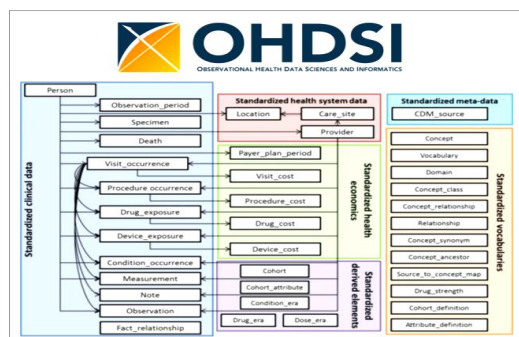 OHDSI
OBSERVATIONAL HEALTH DATA SCIENCES AND INFORMATICS
Person
Observation_period
Specimen
Death
Visit_occurrence
Procedure_occurrence
Drug_exposure
Device_exposure
Condition_occurrence
Measurement
Note
Observation
Fact_relationship
Standardized clinical data
Standardized health system data
Location
Care_site
Provider
Payer_plan_period
Visit_cost
Procedure_cost
Drug_cost
Device_cost
Standardized health
economics
Cohort
Cohort_attribute
Condition_era
Drug_era
Dose_era
Standardized
derived elements
Standardized meta-data
CDM_source
Concept
Vocabulary
Domain
Concept_class
Concept_relationship
Relationship
Concept_synonym
Concept_ancestor
Source_to_concept_map
Drug_strength
Cohort_definition
Attribute_definition
Standardized vocabularies